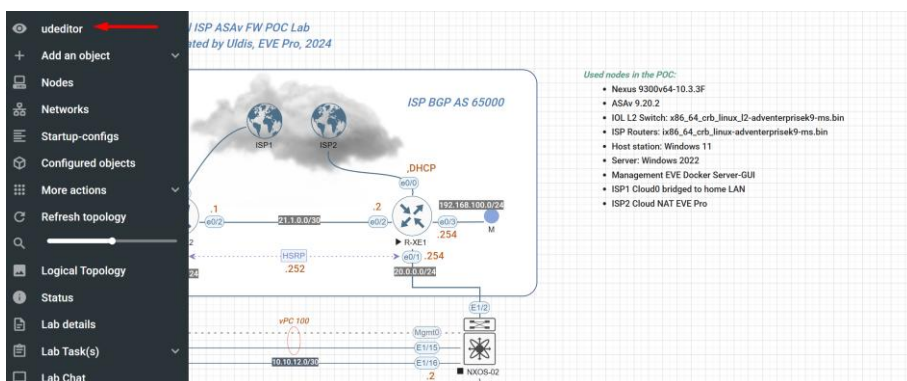 udeditor
Add an object
Nodes
Networks
Startup-configs
Configured objects
More actions
Refresh topology
Logical Topology
Status
Lab details
Lab Task(s)
Lab Chat
ISP ASAv FW POC Lab
ated by Uldis, EVE Pro, 2024
ISP BGP AS 65000
ISP1
ISP2
,DHCP
e0/0
.1
e0/2
21.1.0.0/30
.2
e0/2
192.168.100.0/24
e0/3
.254
M
R-XE1
2
HSRP
.252
e0/1
.254
24
20.0.0.0/24
E1/2
vPC 100
Mgmt0
E1/15
10.10.12.0/30
E1/16
.2
NXOS-02
Used nodes in the POC:
• Nexus 9300v64-10.3.3F
• ASAv 9.20.2
• IOL L2 Switch: x86_64_crb_linux_l2-adventerprisek9-ms.bin
• ISP Routers: ix86_64_crb_linux-adventerprisek9-ms.bin
• Host station: Windows 11
• Server: Windows 2022
• Management EVE Docker Server-GUI
• ISP1 Cloud0 bridged to home LAN
• ISP2 Cloud NAT EVE Pro